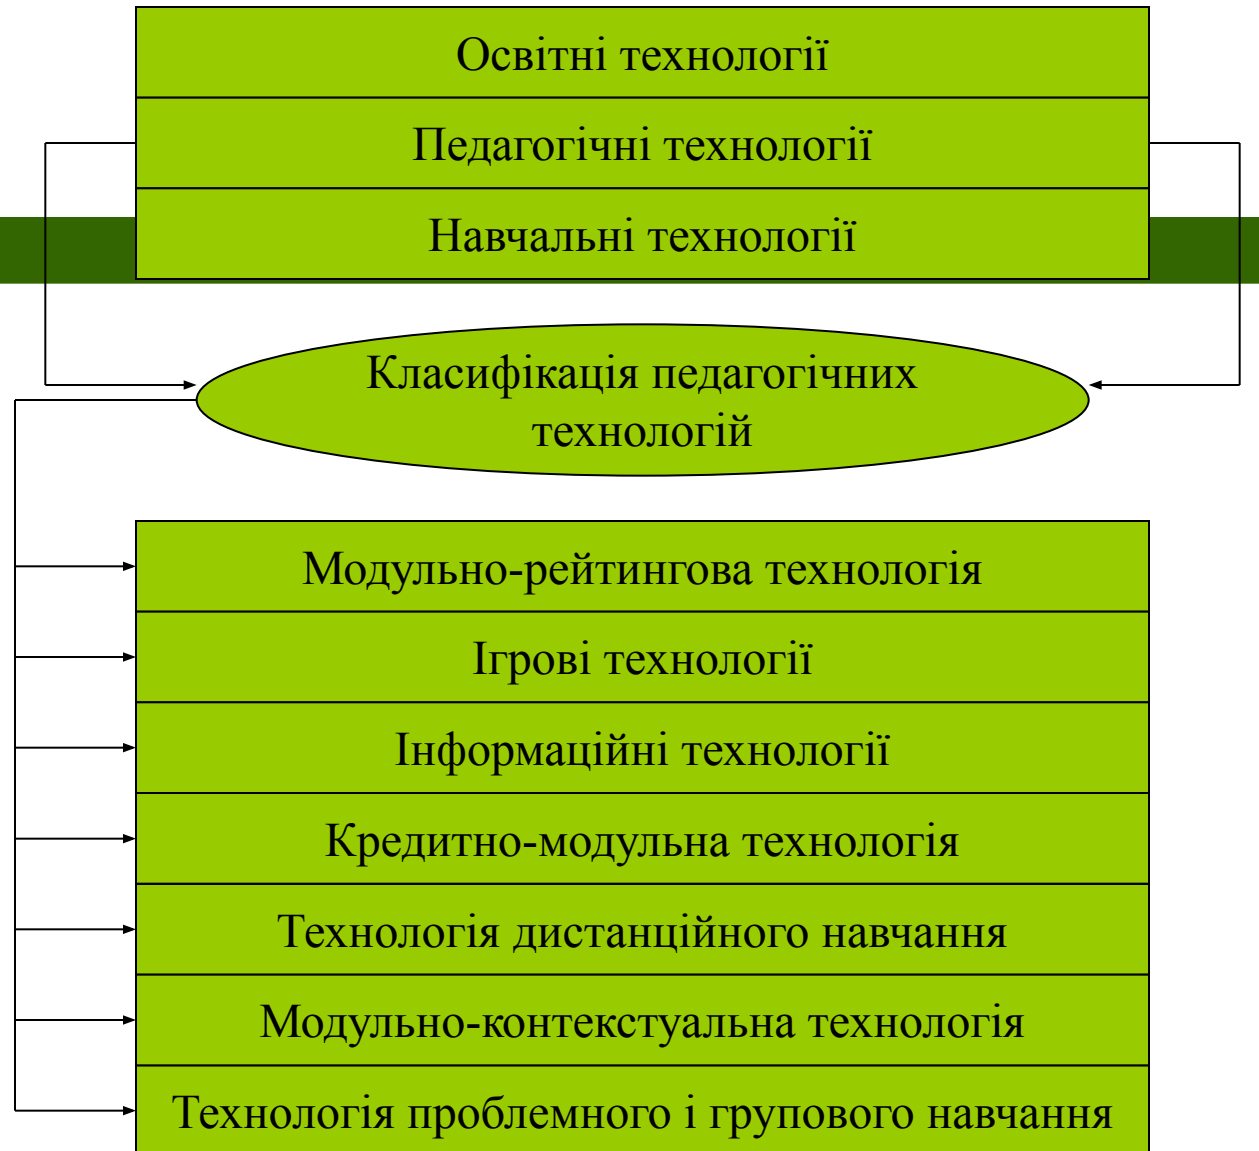 Освітні технології
Педагогічні технології
Навчальні технології
Класифікація педагогічних
технологій
Модульно-рейтингова технологія
Ігрові технології
Інформаційні технології
Кредитно-модульна технологія
Технологія дистанційного навчання
Модульно-контекстуальна технологія
Технологія проблемного і групового навчання